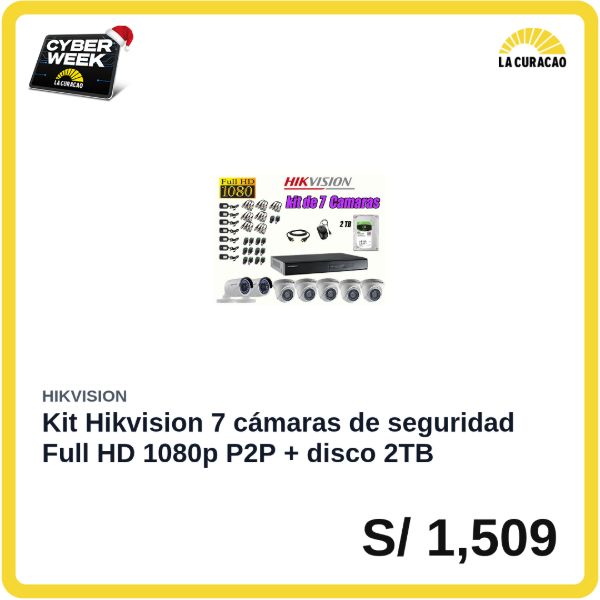 CYBER
WEEK
LA CURACAO
LA CURACAO
Full HD
1080
HIKVISION
kit de 7 Camaras
2 TB
HIKVISION
Kit Hikvision 7 cámaras de seguridad
Full HD 1080p P2P + disco 2TB
S/ 1,509